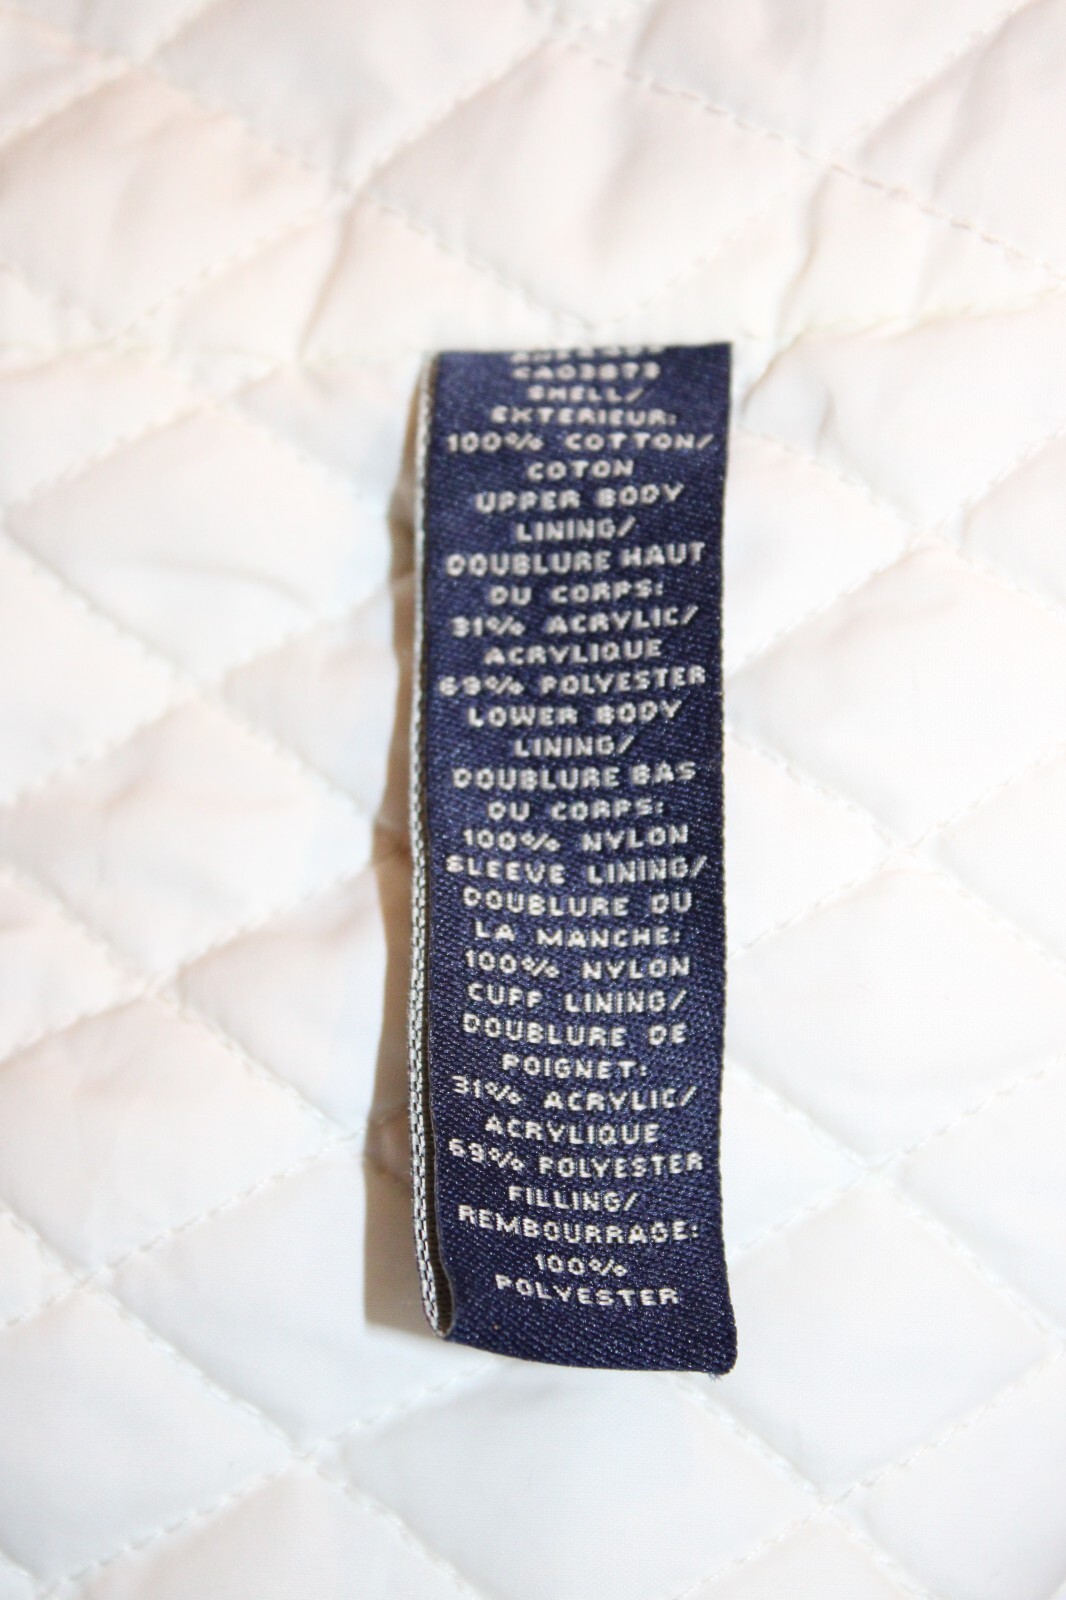 SHELL/
EXTERIEUR:
100% COTTON/
COTON
UPPER BODY
LINING/
DOUBLURE HAUT
DU CORPS:
31% ACRYLIC/
ACRYLIQUE
69% POLYESTER
LOWER BODY
LINING/
DOUBLURE BAS
DU CORPS:
100% NYLON
SLEEVE LINING/
DOUBLURE DU
LA MANCHE:
100% NYLON
CUFF LINING/
DOUBLURE DE
POIGNET:
31% ACRYLIC/
ACRYLIQUE
69% POLYESTER
FILLING/
REMBOURRAGE:
100%
POLYESTER